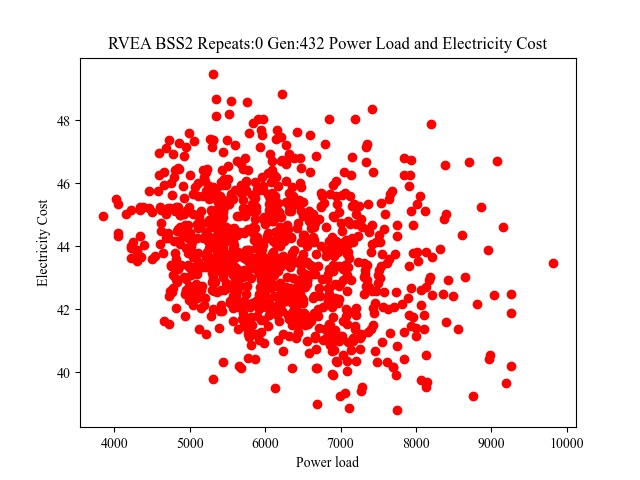 RVEA BSS2 Repeats:0 Gen:432 Power Load and Electricity Cost
Electricity Cost
48
46
44
42
40
4000 5000 6000 7000 8000 9000 10000
Power load